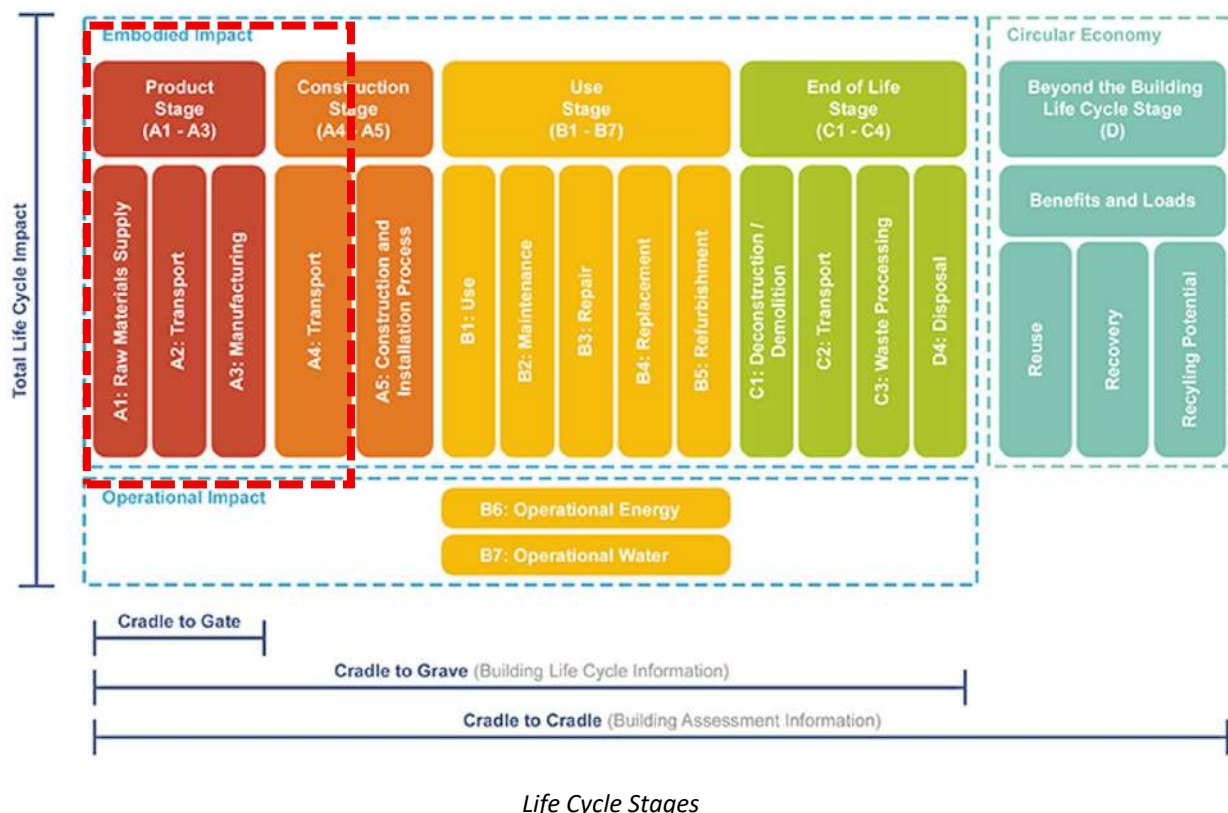 Embodied Impact
Circular Economy
Product
Stage
(A1 - A3)
Construction
Stage
(A4 - A5)
Use
Stage
(B1 - B7)
End of Life
Stage
(C1 - C4)
Beyond the Building
Life Cycle Stage
(D)
Total Life Cycle Impact
A1: Raw Materials Supply
A2: Transport
A3: Manufacturing
A4: Transport
A5: Construction and
Installation Process
B1: Use
B2: Maintenance
B3: Repair
B4: Replacement
B5: Refurbishment
C1: Deconstruction /
Demolition
C2: Transport
C3: Waste Processing
D4: Disposal
Benefits and Loads
Reuse
Recovery
Recyling Potential
Operational Impact
B6: Operational Energy
B7: Operational Water
Cradle to Gate
Cradle to Grave (Building Life Cycle Information)
Cradle to Cradle (Building Assessment Information)
Life Cycle Stages